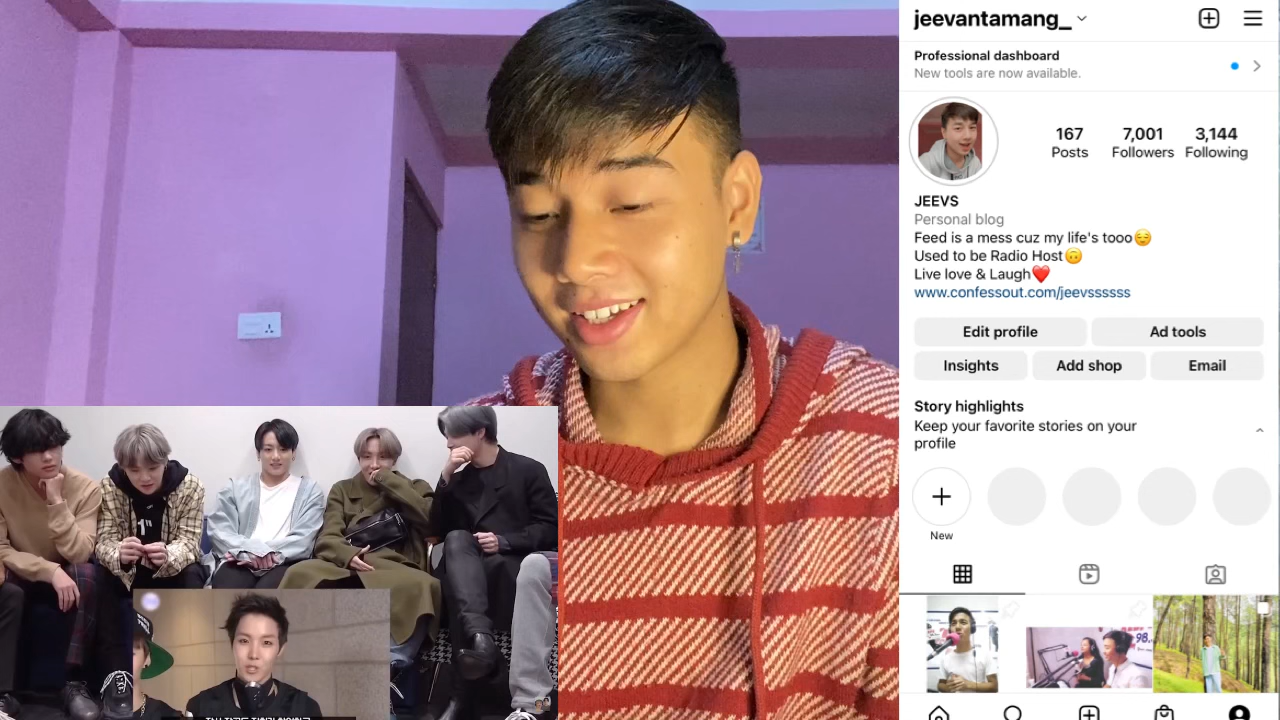 jeevantamang_
Professional dashboard
New tools are now available.
167 7,001 3,144
Posts Followers Following
JEEVS
Personal blog
Feed is a mess cuz my life's tooo😌
Used to be Radio Host🙃
Live love & Laugh❤️
www.confessout.com/jeevssssss
Edit profile Ad tools
Insights Add shop Email
Story highlights
Keep your favorite stories on your
profile
New
98.
1"